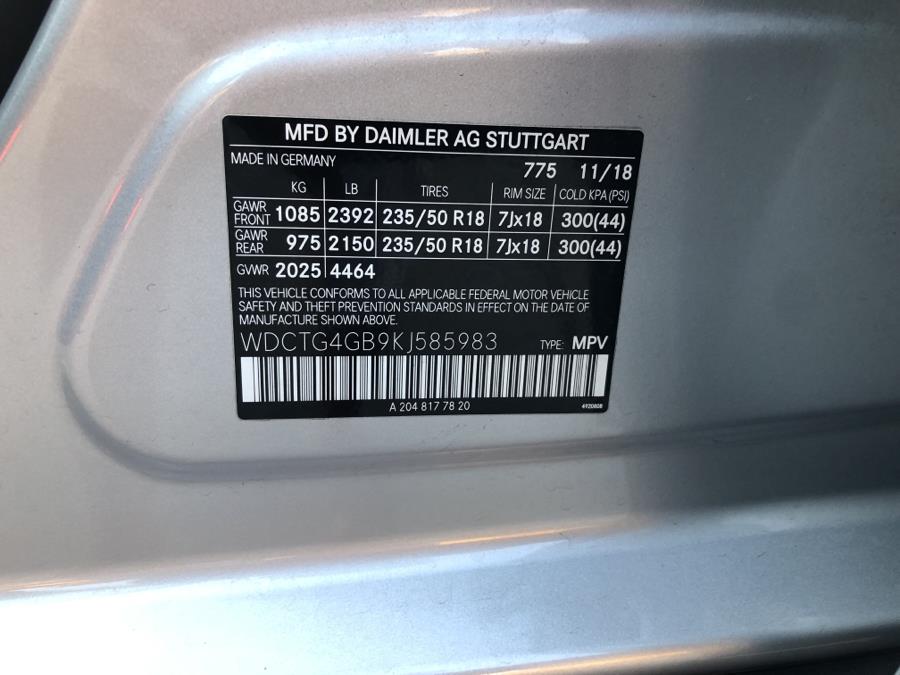 MFD BY DAIMLER AG STUTTGART
MADE IN GERMANY 775 11/18
KG LB TIRES RIM SIZE COLD KPA (PSI)
GAWR FRONT 1085 2392 235/50 R18 7Jx18 300(44)
GAWR REAR 975 2150 235/50 R18 7Jx18 300(44)
GVWR 2025 4464
THIS VEHICLE CONFORMS TO ALL APPLICABLE FEDERAL MOTOR VEHICLE
SAFETY AND THEFT PREVENTION STANDARDS IN EFFECT ON THE DATE OF
MANUFACTURE SHOWN ABOVE.
WDCTG4GB9KJ585983 TYPE: MPV
A 204 817 78 20 4920808